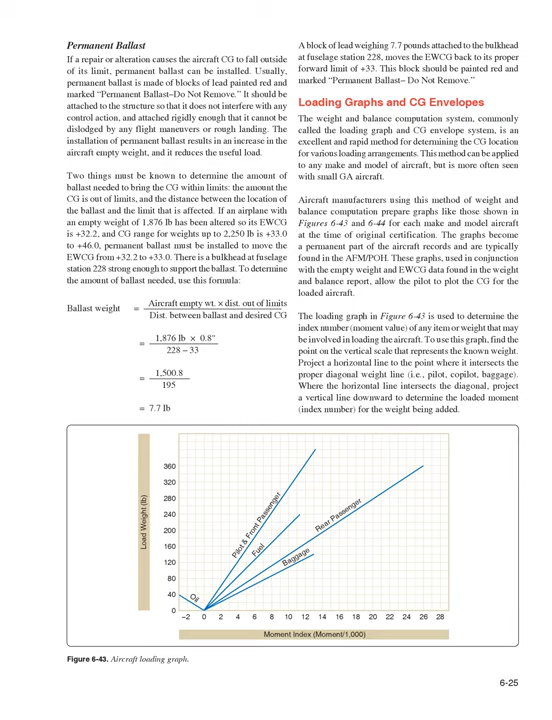 Permanent Ballast
If a repair or alteration causes the aircraft CG to fall outside
of its limit, permanent ballast can be installed. Usually,
permanent ballast is made of blocks of lead painted red and
marked “Permanent Ballast–Do Not Remove.” It should be
attached to the structure so that it does not interfere with any
control action, and attached rigidly enough that it cannot be
dislodged by any flight maneuvers or rough landing. The
installation of permanent ballast results in an increase in the
aircraft empty weight, and it reduces the useful load.
Two things must be known to determine the amount of
ballast needed to bring the CG within limits: the amount the
CG is out of limits, and the distance between the location of
the ballast and the limit that is affected. If an airplane with
an empty weight of 1,876 lb has been altered so its EWCG
is +32.2, and CG range for weights up to 2,250 lb is +33.0
to +46.0, permanent ballast must be installed to move the
EWCG from +32.2 to +33.0. There is a bulkhead at fuselage
station 228 strong enough to support the ballast. To determine
the amount of ballast needed, use this formula:
Ballast weight = Aircraft empty wt. × dist. out of limits
Dist. between ballast and desired CG
= 1,876 lb × 0.8"
228 – 33
= 1,500.8
195
= 7.7 lb
A block of lead weighing 7.7 pounds attached to the bulkhead
at fuselage station 228, moves the EWCG back to its proper
forward limit of +33. This block should be painted red and
marked “Permanent Ballast– Do Not Remove.”
Loading Graphs and CG Envelopes
The weight and balance computation system, commonly
called the loading graph and CG envelope system, is an
excellent and rapid method for determining the CG location
for various loading arrangements. This method can be applied
to any make and model of aircraft, but is more often seen
with small GA aircraft.
Aircraft manufacturers using this method of weight and
balance computation prepare graphs like those shown in
Figures 6-43 and 6-44 for each make and model aircraft
at the time of original certification. The graphs become
a permanent part of the aircraft records and are typically
found in the AFM/POH. These graphs, used in conjunction
with the empty weight and EWCG data found in the weight
and balance report, allow the pilot to plot the CG for the
loaded aircraft.
The loading graph in Figure 6-43 is used to determine the
index number (moment value) of any item or weight that may
be involved in loading the aircraft. To use this graph, find the
point on the vertical scale that represents the known weight.
Project a horizontal line to the point where it intersects the
proper diagonal weight line (i.e., pilot, copilot, baggage).
Where the horizontal line intersects the diagonal, project
a vertical line downward to determine the loaded moment
(index number) for the weight being added.
Load Weight (lb)
360
320
280
240
200
160
120
80
40
0
Oil
Pilot & Front Passenger
Fuel
Rear Passenger
Baggage
–2 0 2 4 6 8 10 12 14 16 18 20 22 24 26 28
Moment Index (Moment/1,000)
Figure 6-43. Aircraft loading graph.
6-25